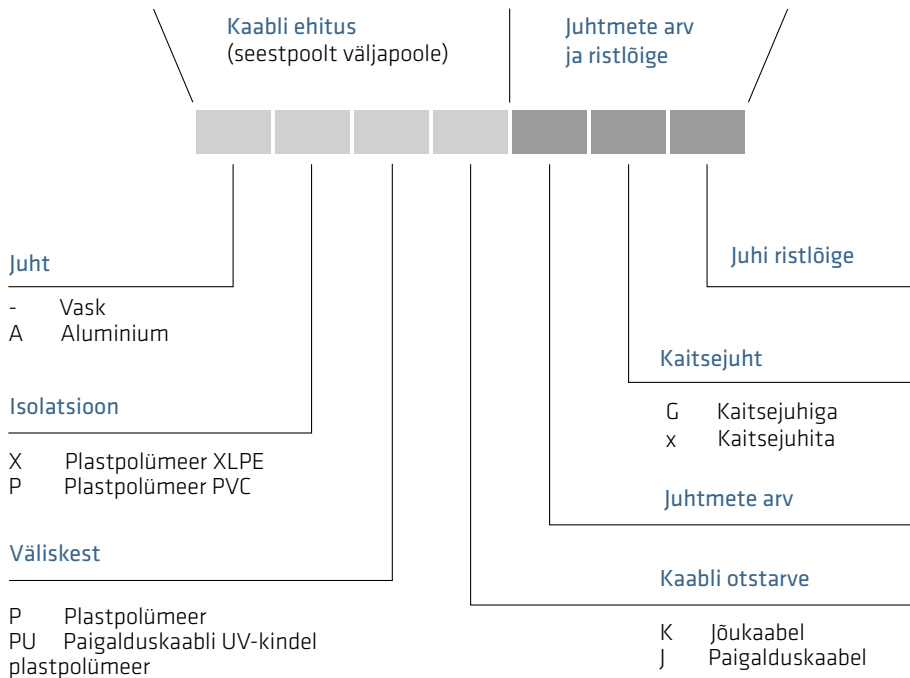 Kaabli ehitus
(seestpoolt väljapoole)
Juhtmete arv
ja ristlõige
Juht
- Vask
A Aluminium
Isolatsioon
X Plastpolümeer XLPE
P Plastpolümeer PVC
Väliskest
P Plastpolümeer
PU Paigalduskaabli UV-kindel
plastpolümeer
Juhi ristlõige
Kaitsejuht
G Kaitsejuhiga
x Kaitsejuhita
Juhtmete arv
Kaabli otstarve
K Jõukaabel
J Paigalduskaabel